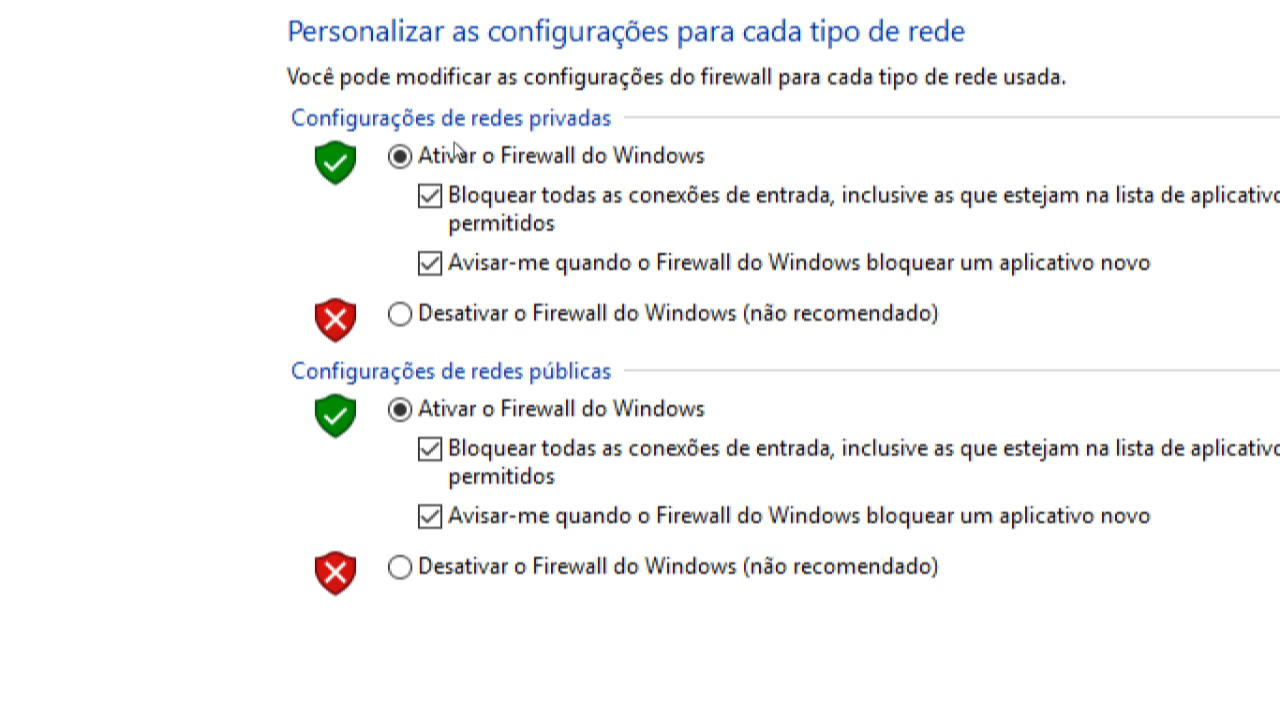 Personalizar as configurações para cada tipo de rede
Você pode modificar as configurações do firewall para cada tipo de rede usada.
Configurações de redes privadas
Ativar o Firewall do Windows
Bloquear todas as conexões de entrada, inclusive as que estejam na lista de aplicativo
permitidos
Avisar-me quando o Firewall do Windows bloquear um aplicativo novo
Desativar o Firewall do Windows (não recomendado)
Configurações de redes públicas
Ativar o Firewall do Windows
Bloquear todas as conexões de entrada, inclusive as que estejam na lista de aplicativo
permitidos
Avisar-me quando o Firewall do Windows bloquear um aplicativo novo
Desativar o Firewall do Windows (não recomendado)